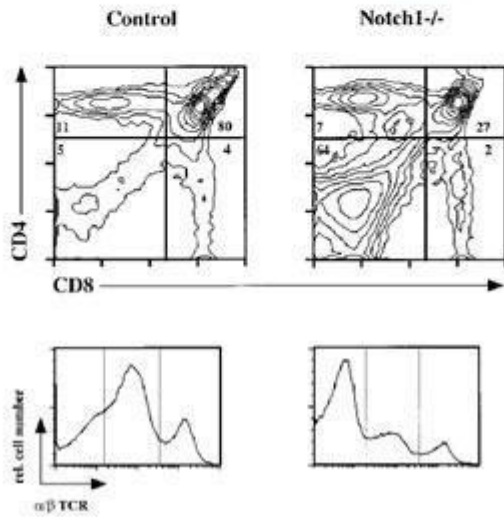 Control Notch1-/-
11 80 7 27
5 4 64 2
CD4
CD8
rel. cell number
αβ TCR